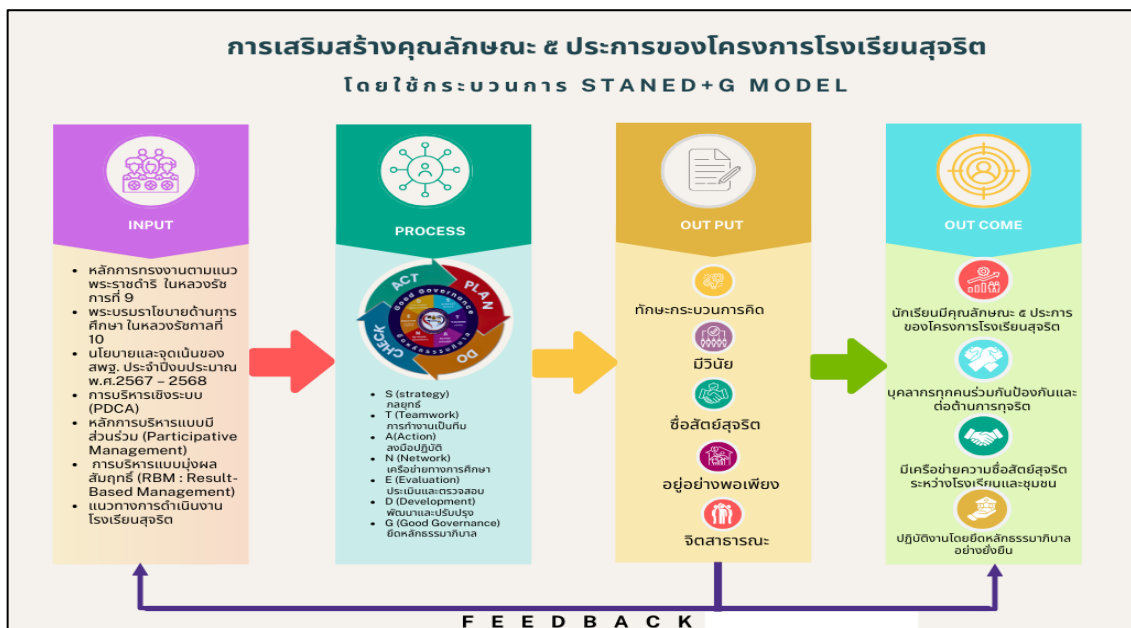 การเสริมสร้างคุณลักษณะ ๕ ประการของโครงการโรงเรียนสุจริต
โดยใช้กระบวนการ STANED+G MODEL
INPUT
• หลักการทรงงานตามแนว
พระราชดำริ ในหลวงรัช
การที่ 9
• พระบรมราโชบายด้านการ
ศึกษา ในหลวงรัชกาลที่
10
• นโยบายและจุดเน้นของ
สพฐ. ประจำปีงบประมาณ
พ.ศ.2567 – 2568
• การบริหารเชิงระบบ
(PDCA)
• หลักการบริหารแบบมี
ส่วนร่วม (Participative
Management)
• การบริหารแบบมุ่งผล
สัมฤทธิ์ (RBM : Result-
Based Management)
• แนวทางการดำเนินงาน
โรงเรียนสุจริต
PROCESS
ACT
PLAN
DO
CHECK
Good Governance
• S (strategy)
กลยุทธ์
• T (Teamwork)
การทำงานเป็นทีม
• A(Action)
ลงมือปฏิบัติ
• N (Network)
เครือข่ายทางการศึกษา
• E (Evaluation)
ประเมินและตรวจสอบ
• D (Development)
พัฒนาและปรับปรุง
• G (Good Governance)
ยึดหลักธรรมาภิบาล
OUT PUT
ทักษะกระบวนการคิด
มีวินัย
ซื่อสัตย์สุจริต
อยู่อย่างพอเพียง
จิตสาธารณะ
OUT COME
นักเรียนมีคุณลักษณะ ๕ ประการ
ของโครงการโรงเรียนสุจริต
บุคลากรทุกคนร่วมกันป้องกันและ
ต่อต้านการทุจริต
มีเครือข่ายความซื่อสัตย์สุจริต
ระหว่างโรงเรียนและชุมชน
ปฏิบัติงานโดยยึดหลักธรรมาภิบาล
อย่างยั่งยืน
FEEDBACK